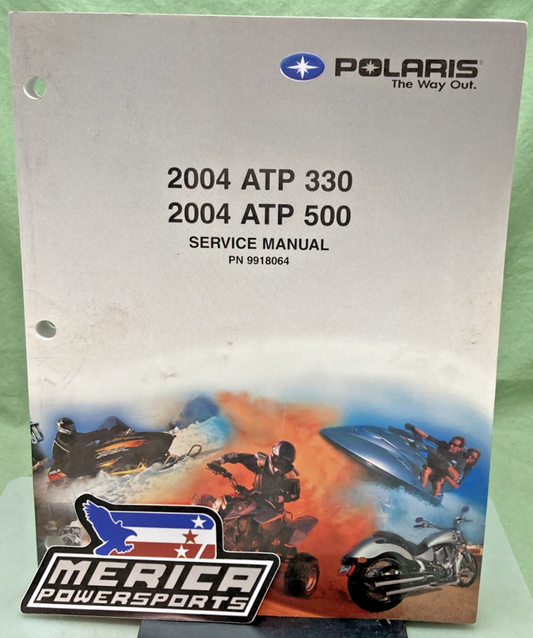 POLARIS®
The Way Out.
2004 ATP 330
2004 ATP 500
SERVICE MANUAL
PN 9918064
MERICA
POWERSPORTS